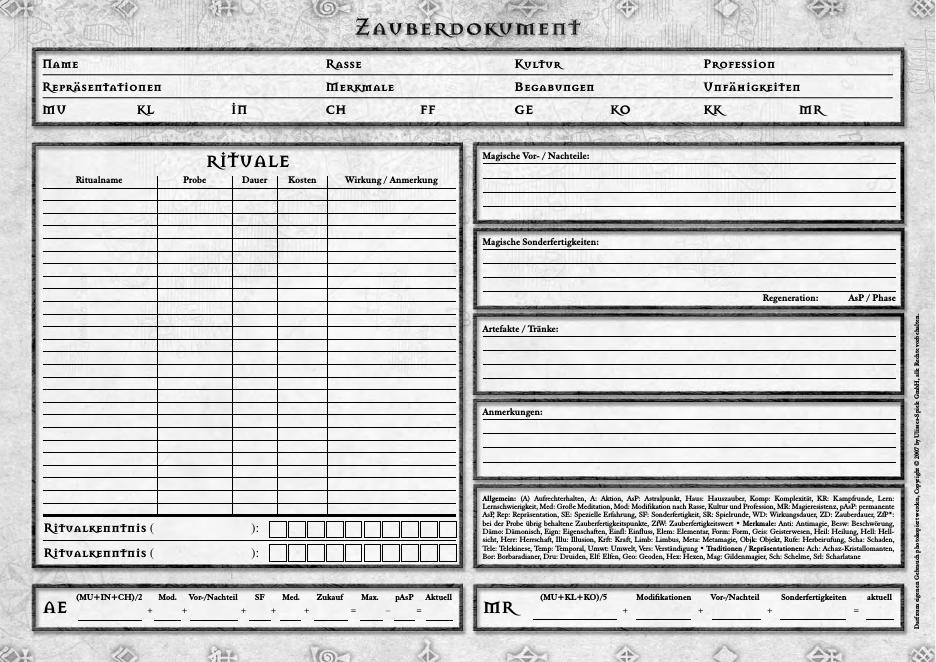 Zauberdokument
Name Rasse Kultur Profession
Repräsentationen Merkmale Begabungen Unfähigkeiten
MU KL IN CH FF GE KO KK MR
Rituale
Ritualname Probe Dauer Kosten Wirkung / Anmerkung
Ritualkenntnis ( ):
Ritualkenntnis ( ):
Magische Vor- / Nachteile:
Magische Sonderfertigkeiten:
Regeneration: AsP / Phase
Artefakte / Tränke:
Anmerkungen:
Allgemein: (A) Aufrechterhalten, A: Aktion, AsP: Astralpunkt, Haus: Hauszauber, Komp: Komplexität, KR: Kampfrunde, Lern:
Lernschwierigkeit, Med: Große Meditation, Mod: Modifikation nach Rasse, Kultur und Profession, MR: Magieresistenz, pAsP: permanente
AsP, Rep: Repräsentation, SE: Spezielle Erfahrung, SF: Sonderfertigkeit, SR: Spielrunde, WD: Wirkungsdauer, ZD: Zauberdauer, ZfP*:
bei der Probe übrig behaltene Zauberfertigkeitspunkte, ZfW: Zauberfertigkeitswert • Merkmale: Anti: Antimagie, Besw: Beschwörung,
Dämo: Dämonisch, Eign: Eigenschaften, Einfl: Einfluss, Elem: Elementar, Form: Form, Geis: Geisterwesen, Heil: Heilung, Hell: Hell-
sicht, Herr: Herrschaft, Illu: Illusion, Krft: Kraft, Limb: Limbus, Meta: Metamagie, Objk: Objekt, Rufe: Herbeirufung, Scha: Schaden,
Tele: Telekinese, Temp: Temporal, Umwt: Umwelt, Vers: Verständigung • Traditionen / Repräsentationen: Ach: Achaz-Kristallomanten,
Bor: Borbaradianer, Dru: Druiden, Elf: Elfen, Geo: Geoden, Hex: Hexen, Mag: Gildenmagier, Sch: Schelme, Srl: Scharlatane
AE (MU+IN+CH)/2 + Mod. + Vor-/Nachteil + SF + Med. + Zukauf = Max. – pAsP = Aktuell
MR (MU+KL+KO)/5 + Modifikationen + Vor-/Nachteil + Sonderfertigkeiten = aktuell
Darf zum eigenen Gebrauch photokopiert werden, Copyright © 2007 by Ulisses-Spiele GmbH, alle Rechte vorbehalten.